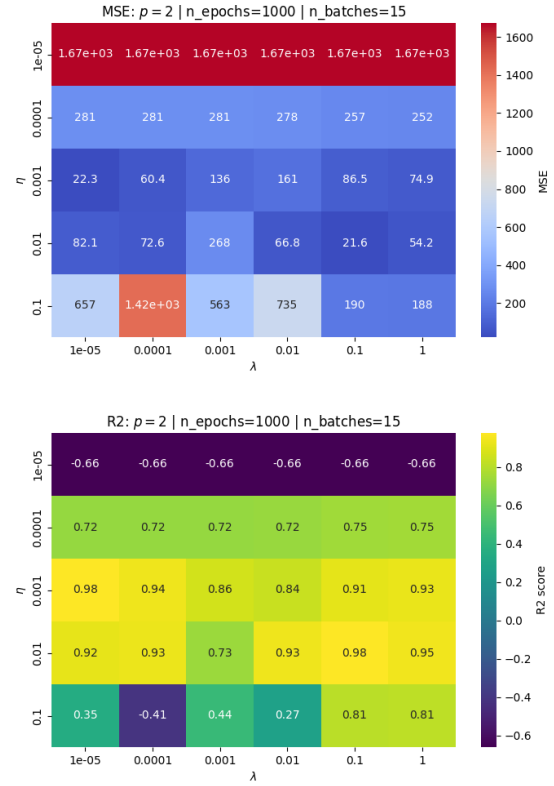 MSE: p = 2 | n_epochs=1000 | n_batches=15
1e-05 1.67e+03 1.67e+03 1.67e+03 1.67e+03 1.67e+03 1.67e+03
0.0001 281 281 281 278 257 252
0.001 22.3 60.4 136 161 86.5 74.9
0.01 82.1 72.6 268 66.8 21.6 54.2
0.1 657 1.42e+03 563 735 190 188
1e-05 0.0001 0.001 0.01 0.1 1
η
λ
1600
1400
1200
1000
800
600
400
200
MSE
R2: p = 2 | n_epochs=1000 | n_batches=15
1e-05 -0.66 -0.66 -0.66 -0.66 -0.66 -0.66
0.0001 0.72 0.72 0.72 0.72 0.75 0.75
0.001 0.98 0.94 0.86 0.84 0.91 0.93
0.01 0.92 0.93 0.73 0.93 0.98 0.95
0.1 0.35 -0.41 0.44 0.27 0.81 0.81
1e-05 0.0001 0.001 0.01 0.1 1
η
λ
0.8
0.6
0.4
0.2
0.0
−0.2
−0.4
−0.6
R2 score